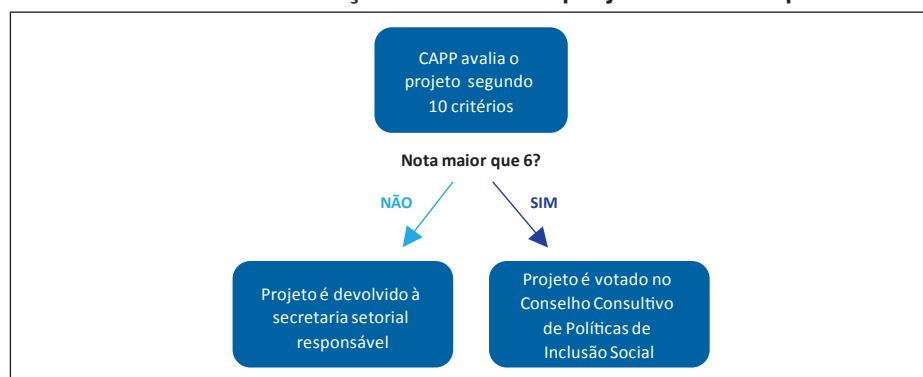 CAPP avalia o
projeto segundo
10 critérios
Nota maior que 6?
NÃO
SIM
Projeto é devolvido à
secretaria setorial
responsável
Projeto é votado no
Conselho Consultivo
de Políticas de
Inclusão Social